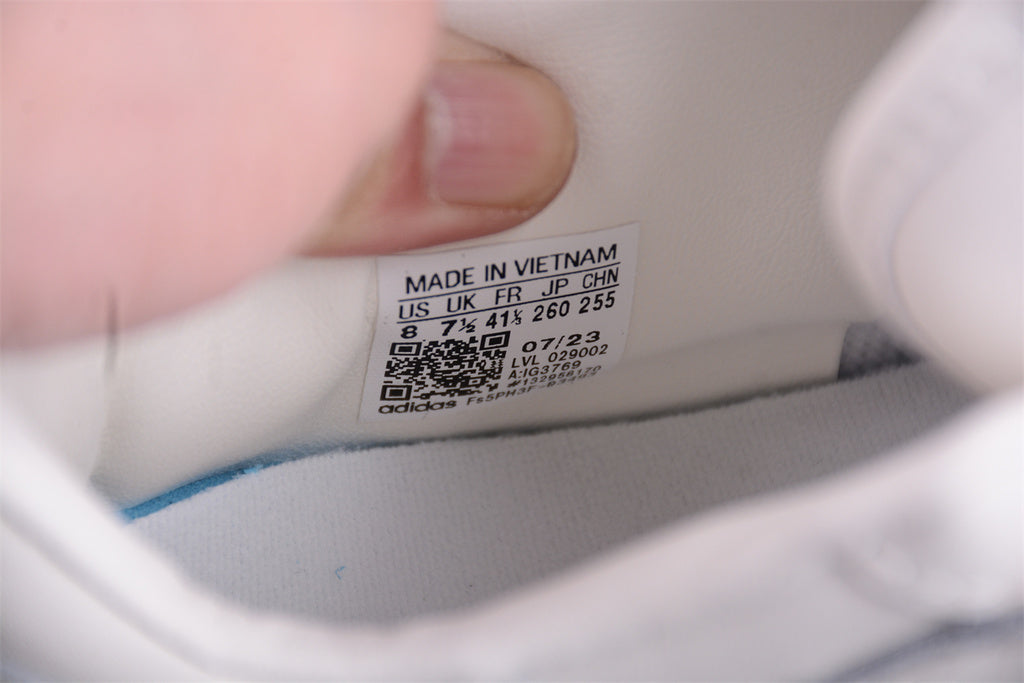 MADE IN VIETNAM
US UK FR JP CHN
8 7½ 41⅓ 260 255
07/23
LVL 029002
A:IG3769
#132956170
adidas